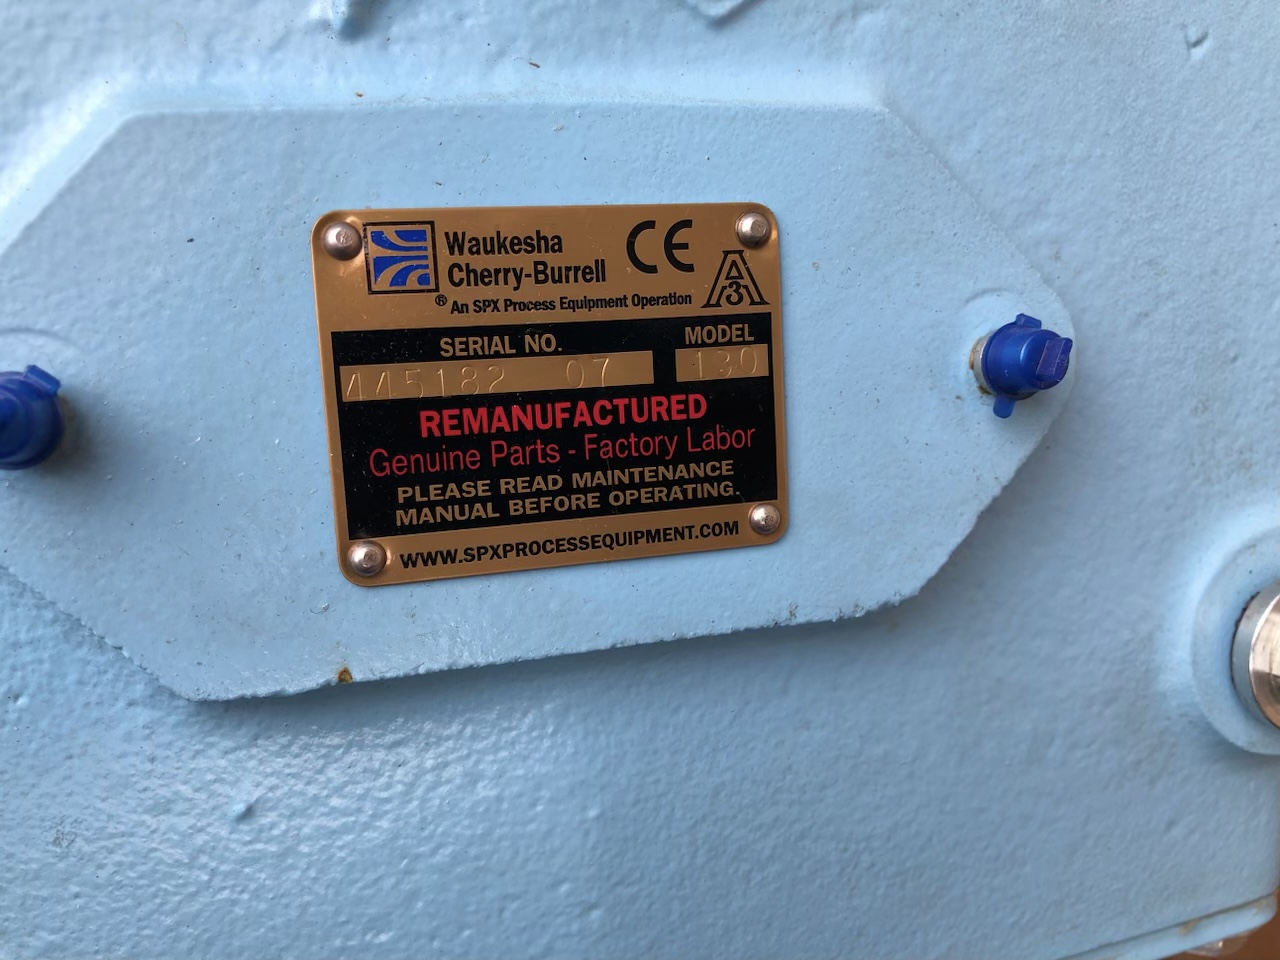 Waukesha
Cherry-Burrell
® An SPX Process Equipment Operation
CE
A
3
SERIAL NO.
MODEL
445182 07
130
REMANUFACTURED
Genuine Parts - Factory Labor
PLEASE READ MAINTENANCE
MANUAL BEFORE OPERATING.
WWW.SPXPROCESSEQUIPMENT.COM